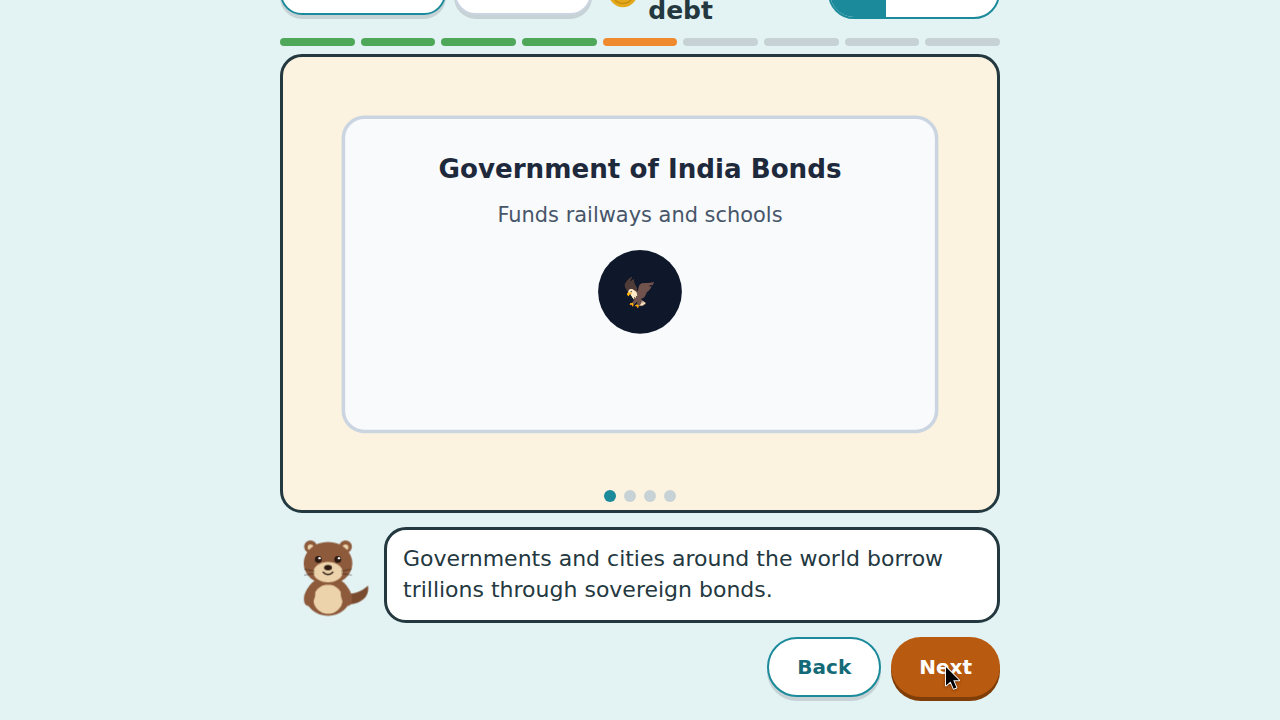 debt
Government of India Bonds
Funds railways and schools
Governments and cities around the world borrow
trillions through sovereign bonds.
Back
Next